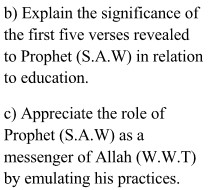 b) Explain the significance of
the first five verses revealed
to Prophet (S.A.W) in relation
to education.
c) Appreciate the role of
Prophet (S.A.W) as a
messenger of Allah (W.W.T)
by emulating his practices.